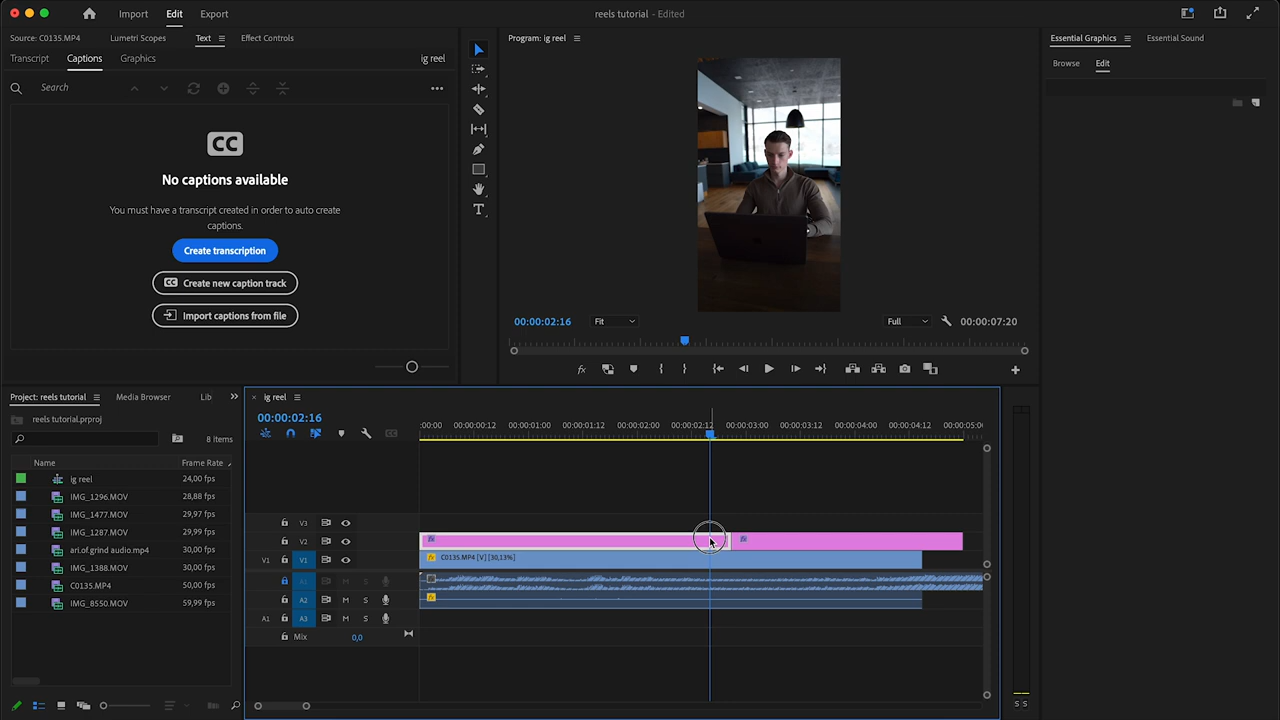 Import Edit Export reels tutorial - Edited
Source: C0135.MP4 Lumetri Scopes Text Effect Controls
Transcript Captions Graphics ig reel
Search
CC
No captions available
You must have a transcript created in order to auto create
captions.
Create transcription
CC Create new caption track
Import captions from file
Program: ig reel
00:00:02:16 Fit Full 00:00:07:20
Essential Graphics Essential Sound
Browse Edit
Project: reels tutorial Media Browser Lib
reels tutorial.prproj
8 items
Name Frame Rate
ig reel 24,00 fps
IMG_1296.MOV 28,88 fps
IMG_1477.MOV 29,97 fps
IMG_1287.MOV 29,99 fps
ari.of.grind audio.mp4 30,00 fps
IMG_1388.MOV 30,00 fps
C0135.MP4 50,00 fps
IMG_8550.MOV 59,99 fps
ig reel
00:00:02:16
:00:00 00:00:00:12 00:00:01:00 00:00:01:12 00:00:02:00 00:00:02:12 00:00:03:00 00:00:03:12 00:00:04:00 00:00:04:12 00:00:05:0
V3
V2
V1 V1 C0135.MP4 [V] [30,13%]
A1 M S
A2 M S
A1 A3 M S
Mix 0,0
S S